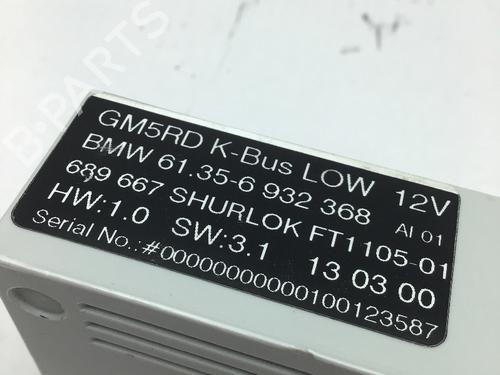 GM5RD K-Bus LOW 12V
BMW 61.35-6 932 368 AI 01
689 667 SHURLOK FT1105-01
HW:1.0 SW:3.1 13 03 00
Serial No.:#000000000000100123587
B-PARTS